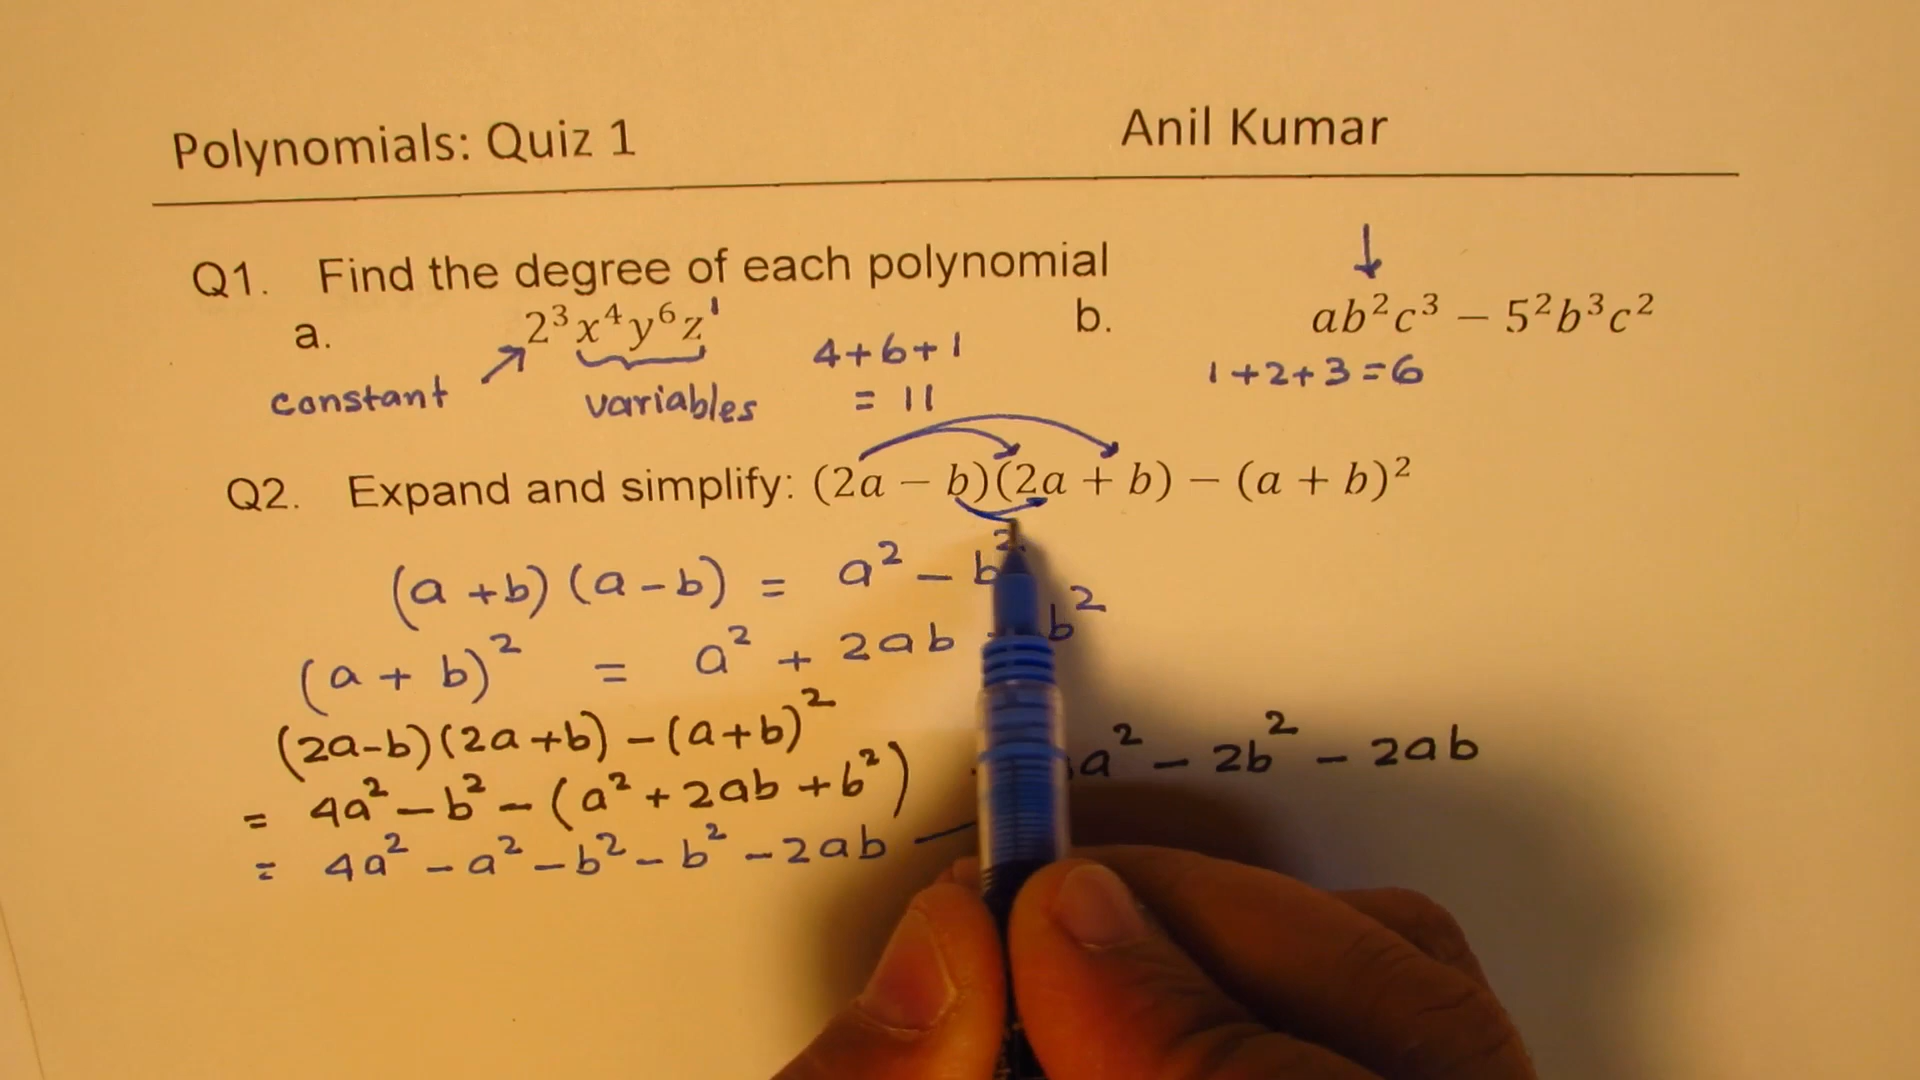 Polynomials: Quiz 1 Anil Kumar
Q1. Find the degree of each polynomial
a. 2³x⁴y⁶z¹ b. ab²c³ − 5²b³c²
constant variables 4+6+1 1+2+3=6
= 11
Q2. Expand and simplify: (2a − b)(2a + b) − (a + b)²
(a+b)(a-b) = a² - b²
(a + b)² = a² + 2ab b²
(2a-b)(2a+b) - (a+b)²
= 4a² - b² - (a² + 2ab + b²) a² - 2b² - 2ab
= 4a² - a² - b² - b² - 2ab